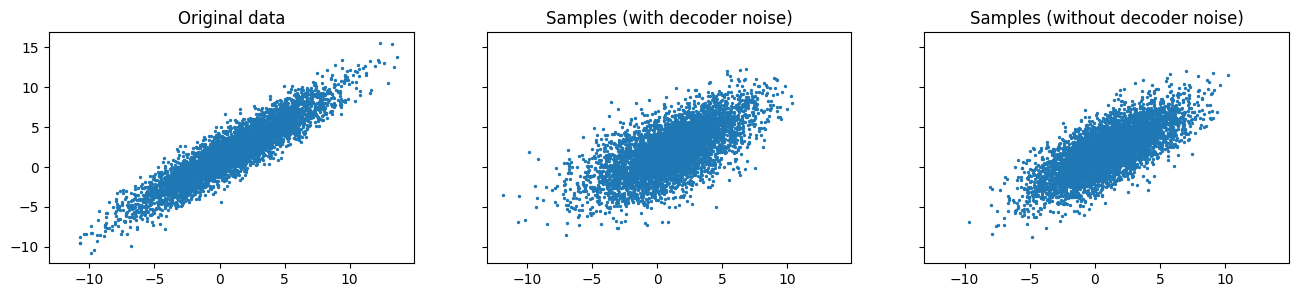 Original data
Samples (with decoder noise)
Samples (without decoder noise)
15
10
5
0
−5
−10
−10 −5 0 5 10
−10 −5 0 5 10
−10 −5 0 5 10